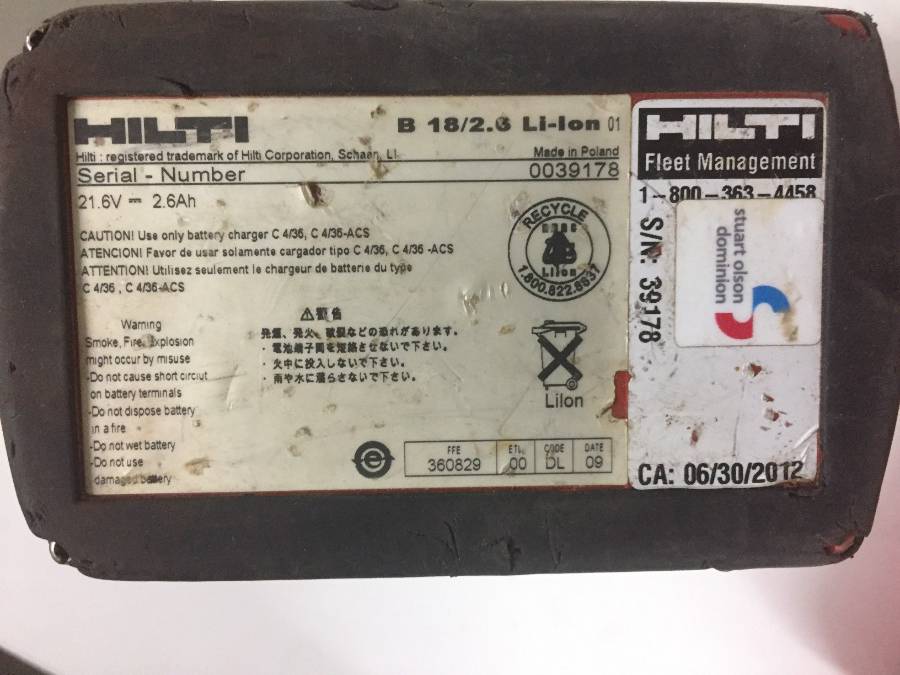 HILTI
B 18/2.6 Li-Ion 01
Hilti : registered trademark of Hilti Corporation, Schaan, LI
Made in Poland
Serial - Number 0039178
21.6V 2.6Ah
CAUTION! Use only battery charger C 4/36, C 4/36-ACS
ATENCION! Favor de usar solamente cargador tipo C 4/36, C 4/36 -ACS
ATTENTION! Utilisez seulement le chargeur de batterie du type
C 4/36 , C 4/36-ACS
Warning
Smoke, Fire, Explosion
might occur by misuse
-Do not cause short circiut
on battery terminals
-Do not dispose battery
in a fire
-Do not wet battery
-Do not use
damaged battery
警告
発煙、発火、破裂などの恐れがあります。
・電池端子間を短絡させないで下さい。
・火中に投入しないで下さい。
・雨や水に濡らさないで下さい。
RECYCLE
RBRC
LiIon
1.800.822.8837
LiIon
FFE ETL CODE DATE
360829 00 DL 09
HILTI
Fleet Management
1-800-363-4458
S/N: 39178
stuart olson
dominion
CA: 06/30/2012